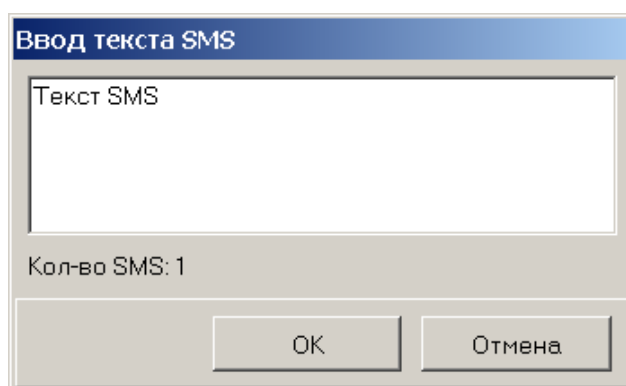 Ввод текста SMS
Текст SMS
Кол-во SMS: 1
OK
Отмена